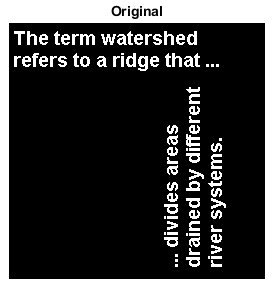 Original
The term watershed
refers to a ridge that ...
... divides areas
drained by different
river systems.